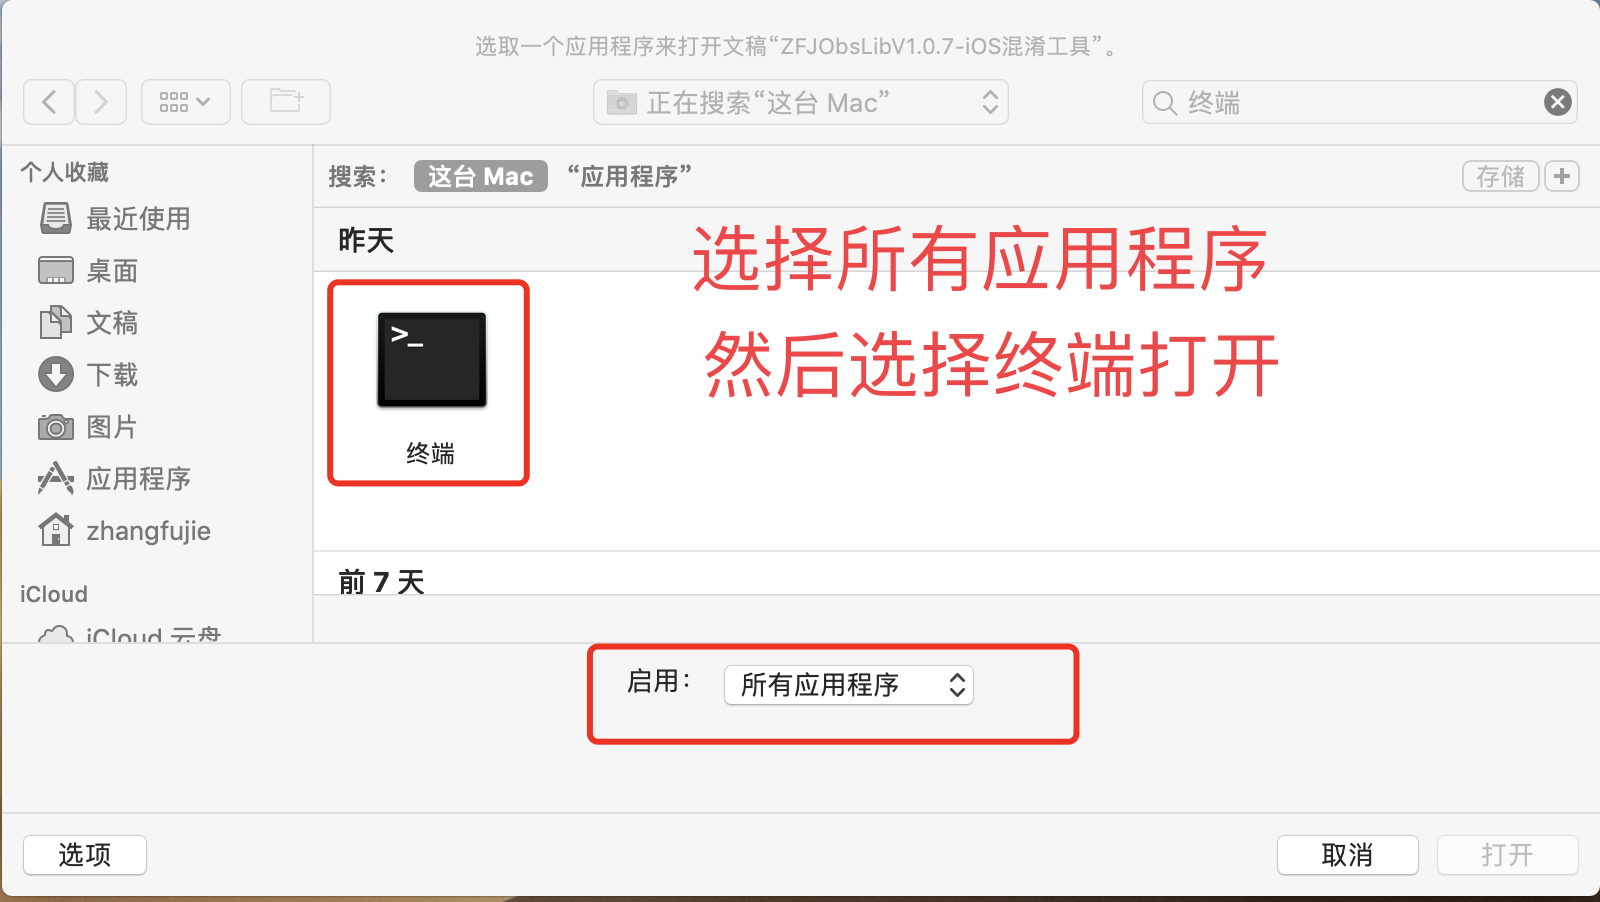 选取一个应用程序来打开文稿“ZFJObsLibV1.0.7-iOS混淆工具”。
正在搜索“这台 Mac”
终端
个人收藏
最近使用
桌面
文稿
下载
图片
应用程序
zhangfujie
iCloud
iCloud 云盘
搜索：
这台 Mac
“应用程序”
存储
昨天
选择所有应用程序
然后选择终端打开
>_
终端
前 7 天
启用：
所有应用程序
选项
取消
打开